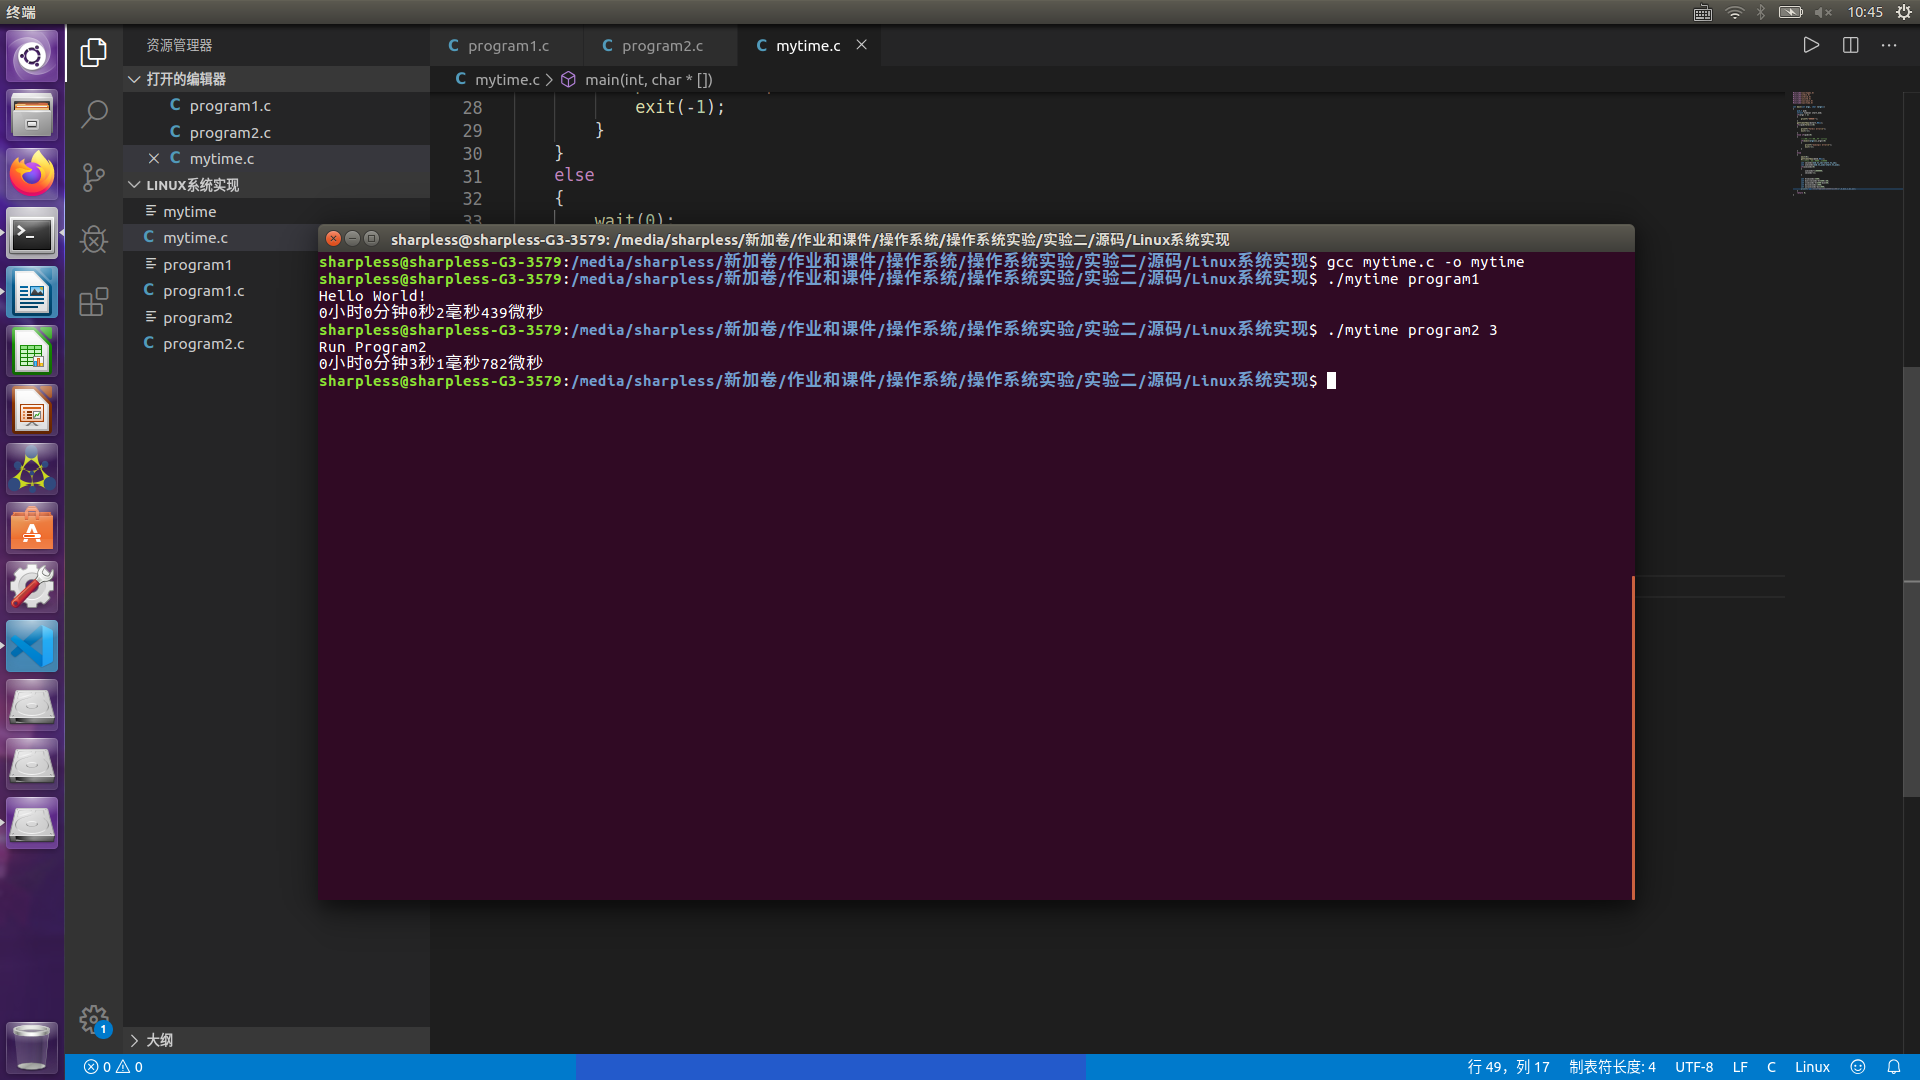 终端
10:45
资源管理器
program1.c
program2.c
mytime.c
打开的编辑器
program1.c
program2.c
mytime.c
LINUX系统实现
mytime
mytime.c
program1
program1.c
program2
program2.c
mytime.c > main(int, char * [])
28 exit(-1);
29 }
30 }
31 else
32 {
33 wait(0);
sharpless@sharpless-G3-3579: /media/sharpless/新加卷/作业和课件/操作系统/操作系统实验/实验二/源码/Linux系统实现
sharpless@sharpless-G3-3579:/media/sharpless/新加卷/作业和课件/操作系统/操作系统实验/实验二/源码/Linux系统实现$ gcc mytime.c -o mytime
sharpless@sharpless-G3-3579:/media/sharpless/新加卷/作业和课件/操作系统/操作系统实验/实验二/源码/Linux系统实现$ ./mytime program1
Hello World!
0小时0分钟0秒2毫秒439微秒
sharpless@sharpless-G3-3579:/media/sharpless/新加卷/作业和课件/操作系统/操作系统实验/实验二/源码/Linux系统实现$ ./mytime program2 3
Run Program2
0小时0分钟3秒1毫秒782微秒
sharpless@sharpless-G3-3579:/media/sharpless/新加卷/作业和课件/操作系统/操作系统实验/实验二/源码/Linux系统实现$
1
大纲
0 0
行 49，列 17 制表符长度: 4 UTF-8 LF C Linux